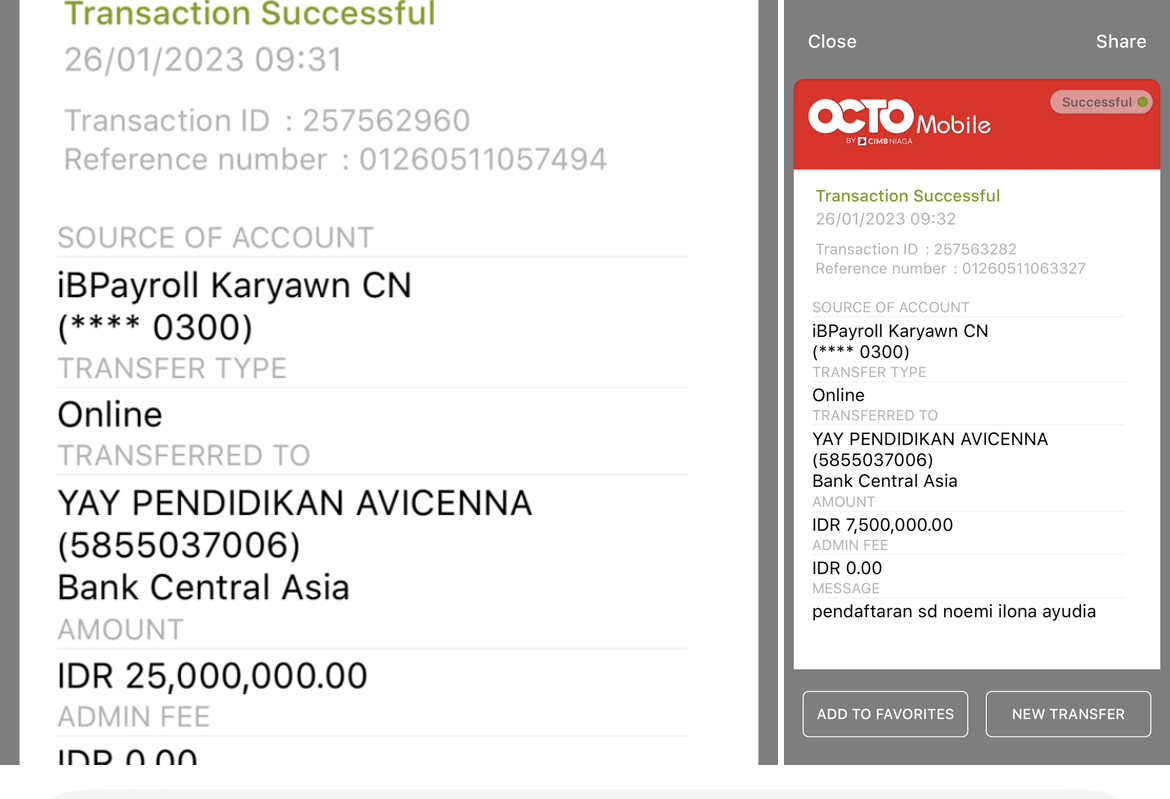 Transaction Successful
26/01/2023 09:31
Transaction ID : 257562960
Reference number : 01260511057494
SOURCE OF ACCOUNT
iBPayroll Karyawn CN
(**** 0300)
TRANSFER TYPE
Online
TRANSFERRED TO
YAY PENDIDIKAN AVICENNA
(5855037006)
Bank Central Asia
AMOUNT
IDR 25,000,000.00
ADMIN FEE
IDR 0.00
Close
Share
OCTO Mobile
BY CIMB NIAGA
Successful
Transaction Successful
26/01/2023 09:32
Transaction ID : 257563282
Reference number : 01260511063327
SOURCE OF ACCOUNT
iBPayroll Karyawn CN
(**** 0300)
TRANSFER TYPE
Online
TRANSFERRED TO
YAY PENDIDIKAN AVICENNA
(5855037006)
Bank Central Asia
AMOUNT
IDR 7,500,000.00
ADMIN FEE
IDR 0.00
MESSAGE
pendaftaran sd noemi ilona ayudia
ADD TO FAVORITES
NEW TRANSFER